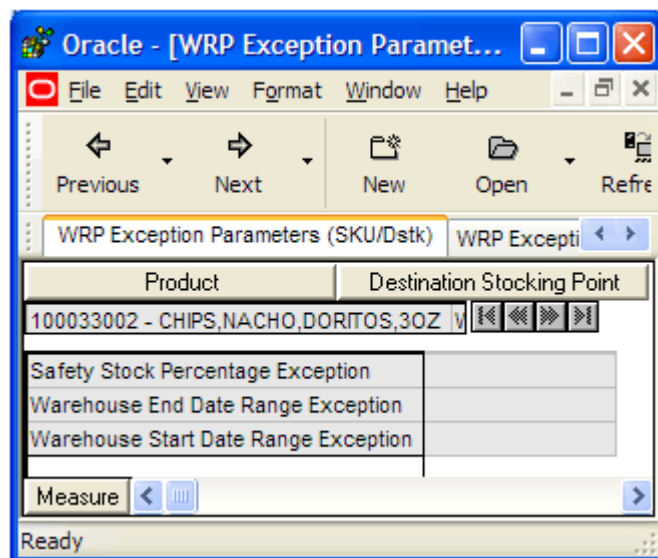 Oracle - [WRP Exception Paramet...
File Edit View Format Window Help
Previous Next New Open Refre
WRP Exception Parameters (SKU/Dstk) WRP Excepti
Product Destination Stocking Point
100033002 - CHIPS,NACHO,DORITOS,3OZ
Safety Stock Percentage Exception
Warehouse End Date Range Exception
Warehouse Start Date Range Exception
Measure
Ready